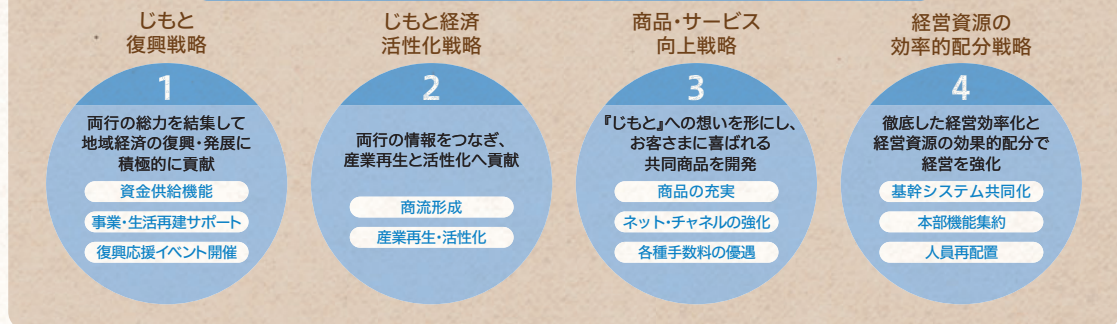 じもと
復興戦略
1
両行の総力を結集して
地域経済の復興・発展に
積極的に貢献
資金供給機能
事業・生活再建サポート
復興応援イベント開催
じもと経済
活性化戦略
2
両行の情報をつなぎ、
産業再生と活性化へ貢献
商流形成
産業再生・活性化
商品・サービス
向上戦略
3
『じもと』への想いを形にし、
お客さまに喜ばれる
共同商品を開発
商品の充実
ネット・チャネルの強化
各種手数料の優遇
経営資源の
効率的配分戦略
4
徹底した経営効率化と
経営資源の効果的配分で
経営を強化
基幹システム共同化
本部機能集約
人員再配置